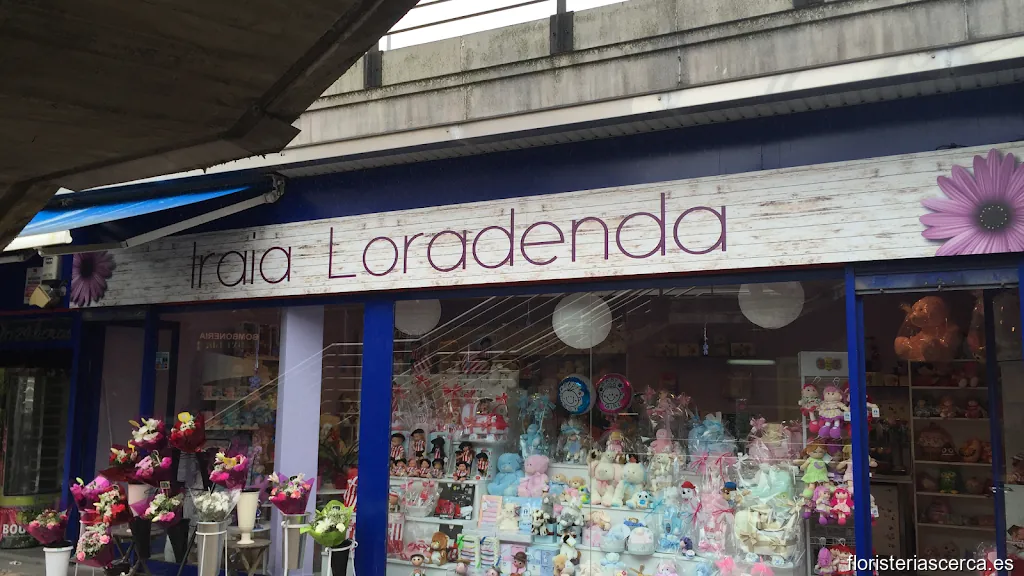 Iraia Loradenda
BOMBONERIA
floristeriascerca.es